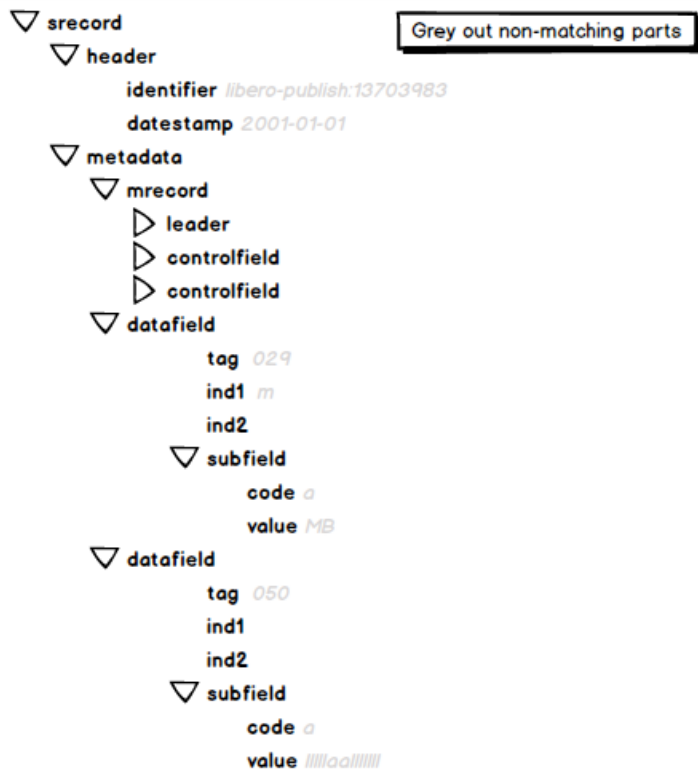 srecord
Grey out non-matching parts
header
identifier libero-publish:13703983
datestamp 2001-01-01
metadata
mrecord
leader
controlfield
controlfield
datafield
tag 029
ind1 m
ind2
subfield
code a
value MB
datafield
tag 050
ind1
ind2
subfield
code a
value